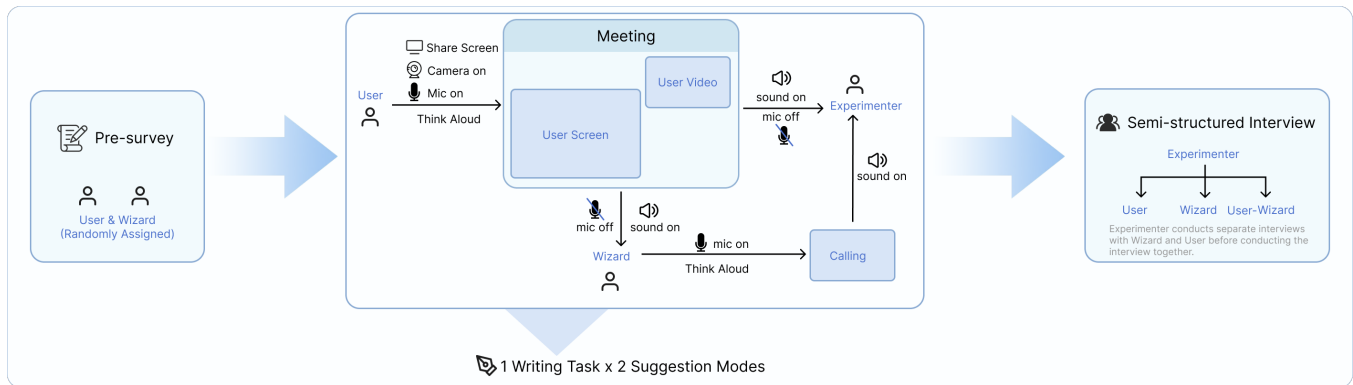 Pre-survey
User & Wizard
(Randomly Assigned)
User
Share Screen
Camera on
Mic on
Think Aloud
Meeting
User Screen
User Video
sound on
mic off
Experimenter
mic off
sound on
Wizard
mic on
Think Aloud
Calling
sound on
1 Writing Task x 2 Suggestion Modes
Semi-structured Interview
Experimenter
User
Wizard
User-Wizard
Experimenter conducts separate interviews
with Wizard and User before conducting the
interview together.